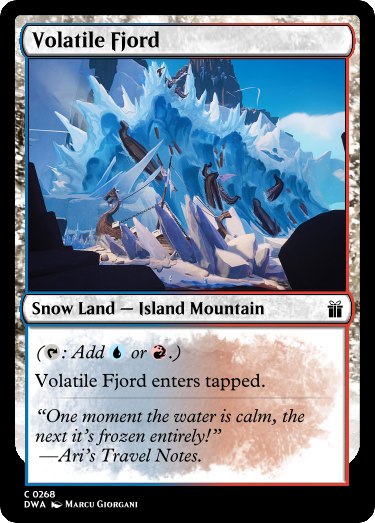 Volatile Fjord
Snow Land — Island Mountain
(: Add or .)
Volatile Fjord enters tapped.
“One moment the water is calm, the
next it’s frozen entirely!”
—Ari’s Travel Notes.
C 0268
DWA Marcu Giorgani